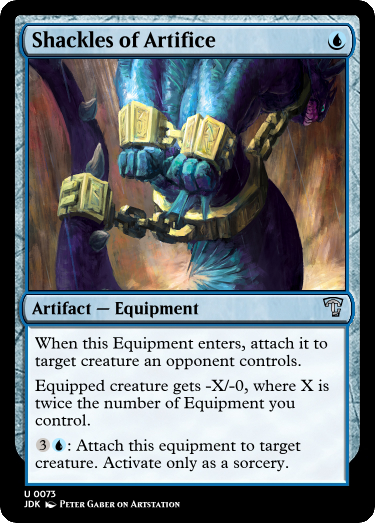 Shackles of Artifice
Artifact — Equipment
When this Equipment enters, attach it to
target creature an opponent controls.
Equipped creature gets -X/-0, where X is
twice the number of Equipment you
control.
3 : Attach this equipment to target
creature. Activate only as a sorcery.
U 0073
JDK Peter Gaber on Artstation